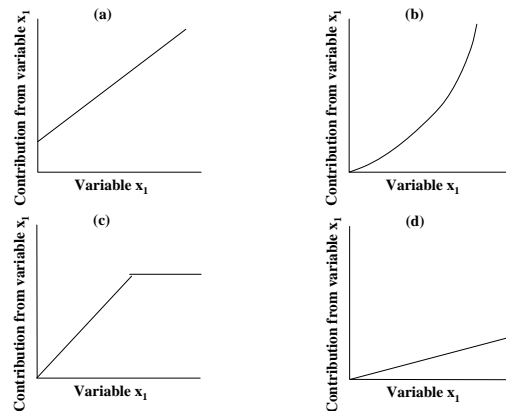 (a)
Contribution from variable x₁
Variable x₁
(b)
Contribution from variable x₁
Variable x₁
(c)
Contribution from variable x₁
Variable x₁
(d)
Contribution from variable x₁
Variable x₁